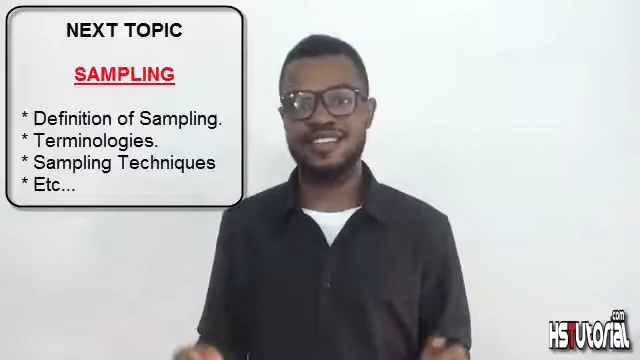 NEXT TOPIC
SAMPLING
* Definition of Sampling.
* Terminologies.
* Sampling Techniques
* Etc...
.com
HSTutorial